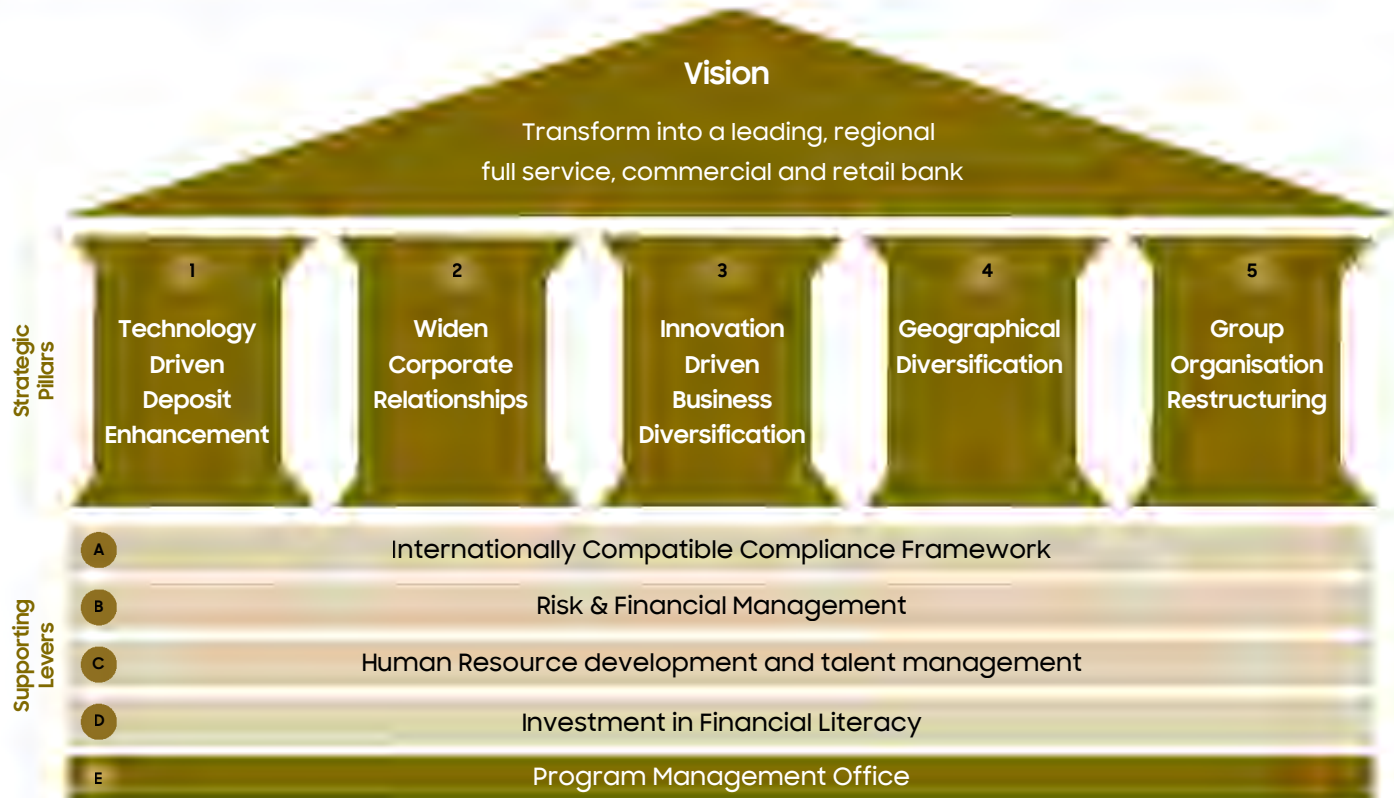 Vision
Transform into a leading, regional
full service, commercial and retail bank
Strategic
Pillars
1
Technology
Driven
Deposit
Enhancement
2
Widen
Corporate
Relationships
3
Innovation
Driven
Business
Diversification
4
Geographical
Diversification
5
Group
Organisation
Restructuring
Supporting
Levers
A
Internationally Compatible Compliance Framework
B
Risk & Financial Management
C
Human Resource development and talent management
D
Investment in Financial Literacy
E
Program Management Office